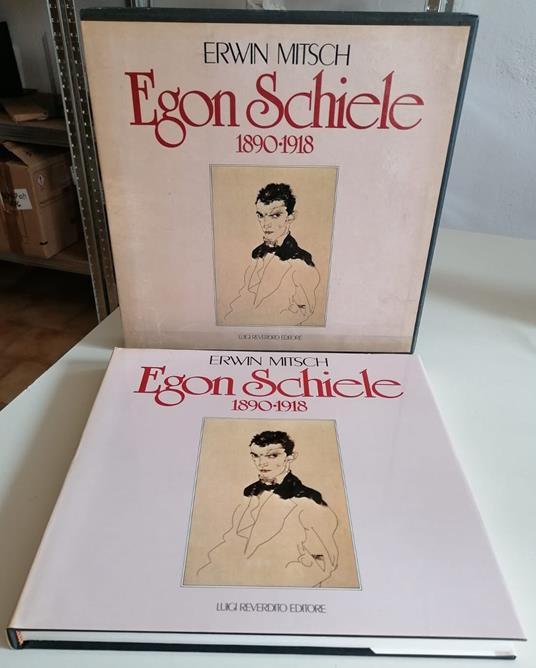 ERWIN MITSCH
Egon Schiele
1890·1918
LUIGI REVERDITO EDITORE
ERWIN MITSCH
Egon Schiele
1890·1918
LUIGI REVERDITO EDITORE